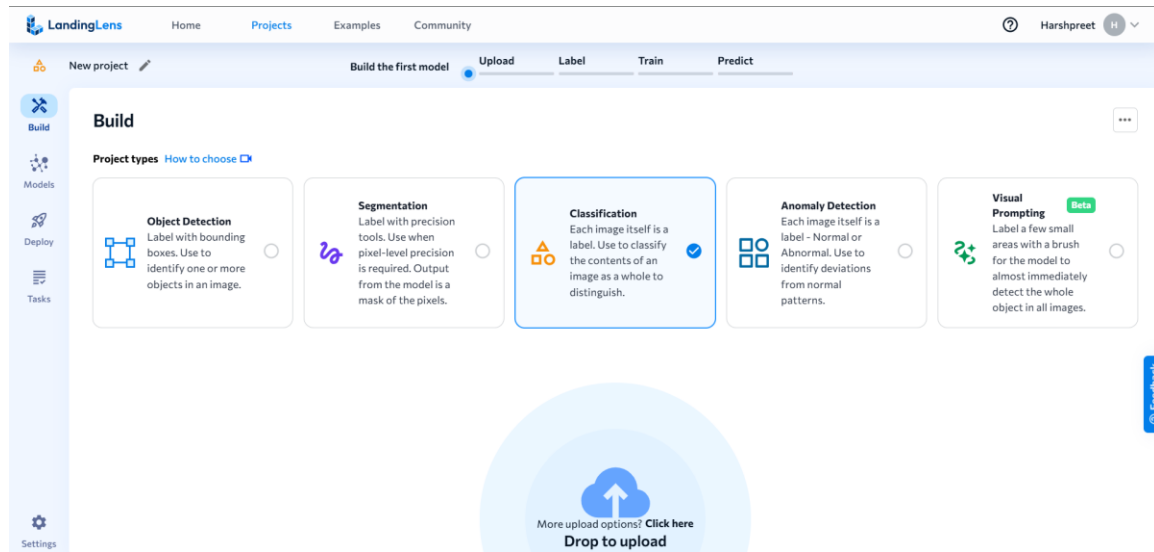 LandingLens
Home
Projects
Examples
Community
Harshpreet
H
New project
Build the first model
Upload
Label
Train
Predict
Build
Models
Deploy
Tasks
Settings
Build
Project types How to choose
Object Detection
Label with bounding
boxes. Use to
identify one or more
objects in an image.
Segmentation
Label with precision
tools. Use when
pixel-level precision
is required. Output
from the model is a
mask of the pixels.
Classification
Each image itself is a
label. Use to classify
the contents of an
image as a whole to
distinguish.
Anomaly Detection
Each image itself is a
label - Normal or
Abnormal. Use to
identify deviations
from normal
patterns.
Visual
Prompting
Beta
Label a few small
areas with a brush
for the model to
almost immediately
detect the whole
object in all images.
More upload options? Click here
Drop to upload